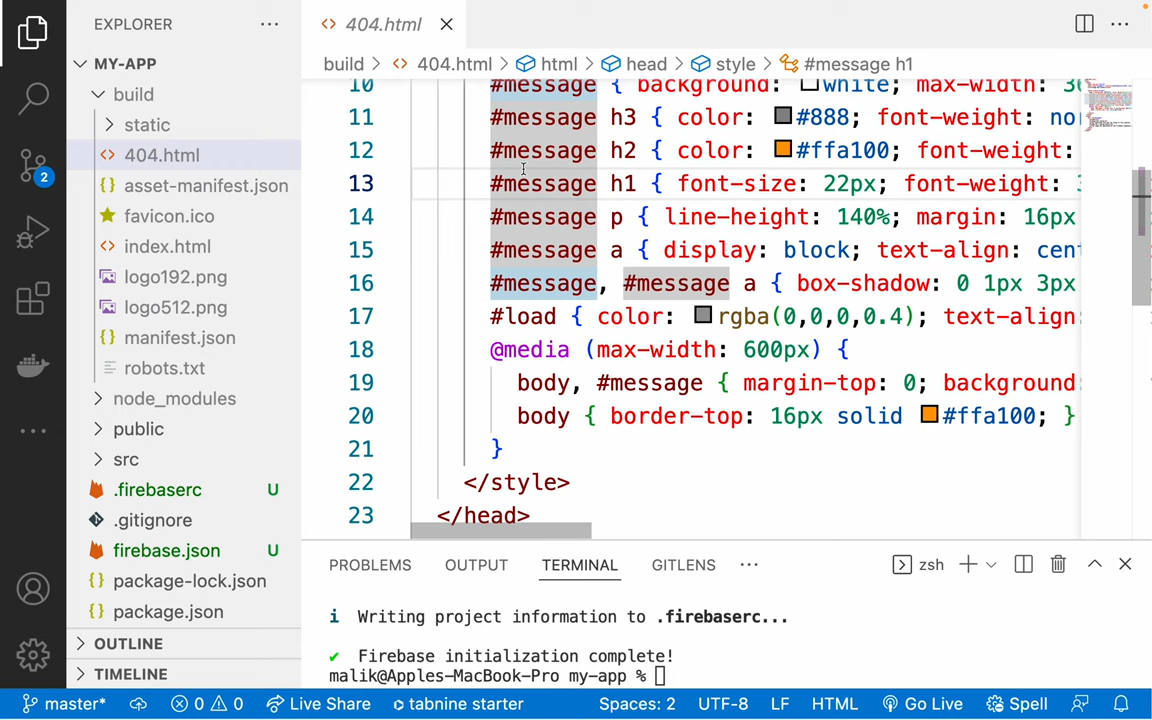 EXPLORER
404.html
MY-APP
build 404.html html head style #message h1
build
static
404.html
asset-manifest.json
favicon.ico
index.html
logo192.png
logo512.png
manifest.json
robots.txt
node_modules
public
src
.firebaserc U
.gitignore
firebase.json U
package-lock.json
package.json
OUTLINE
TIMELINE
2
10 #message { background: white; max-width:
11 #message h3 { color: #888; font-weight:
12 #message h2 { color: #ffa100; font-weight:
13 #message h1 { font-size: 22px; font-weight:
14 #message p { line-height: 140%; margin: 16px
15 #message a { display: block; text-align:
16 #message, #message a { box-shadow: 0 1px 3px
17 #load { color: rgba(0,0,0,0.4); text-align:
18 @media (max-width: 600px) {
19 body, #message { margin-top: 0; background:
20 body { border-top: 16px solid #ffa100; }
21 }
22 </style>
23 </head>
PROBLEMS OUTPUT TERMINAL GITLENS zsh
i Writing project information to .firebaserc...
✔ Firebase initialization complete!
malik@Apples-MacBook-Pro my-app %
master* 0 0 Live Share tabnine starter Spaces: 2 UTF-8 LF HTML Go Live Spell